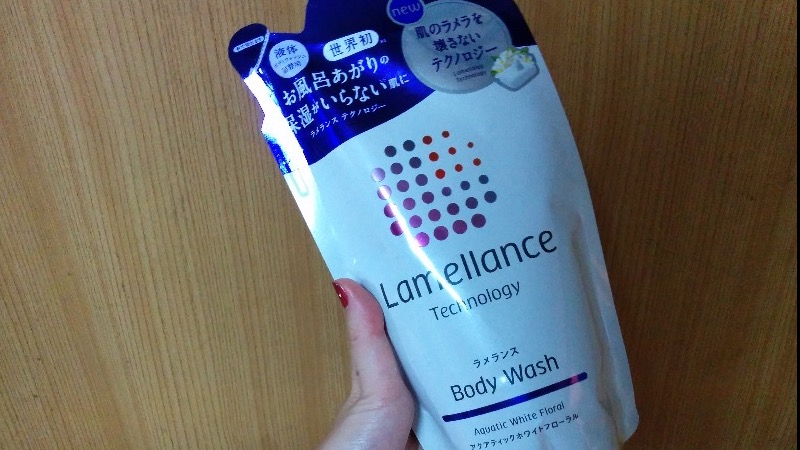 液体
世界初
お風呂あがりの
保湿がいらない肌に
ラメランス テクノロジー
new
肌のラメラを
壊さない
テクノロジー
Lamellance
Technology
Lamellance
Technology
ラメランス
Body Wash
Aquatic White Floral
アクアティックホワイトフローラル